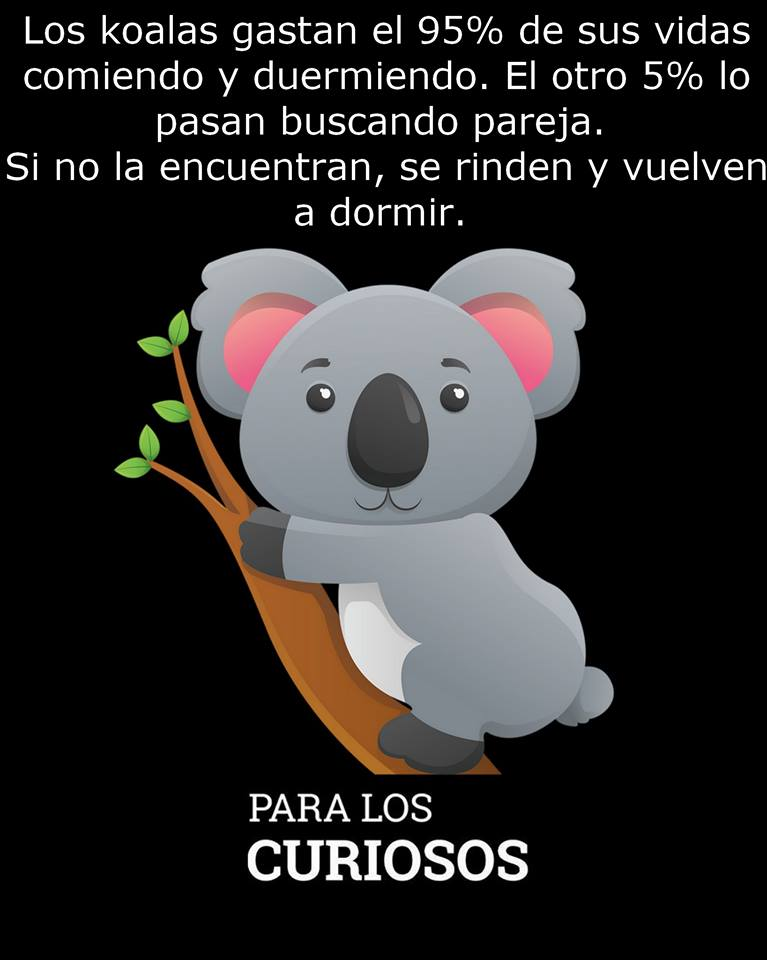 Los koalas gastan el 95% de sus vidas
comiendo y duermiendo. El otro 5% lo
pasan buscando pareja.
Si no la encuentran, se rinden y vuelven
a dormir.
PARA LOS
CURIOSOS